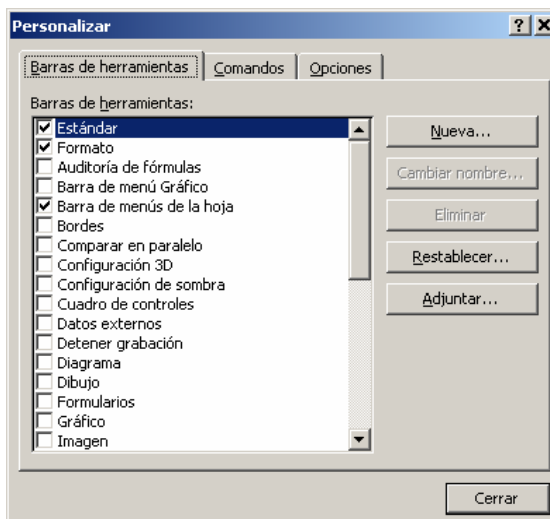 Personalizar
Barras de herramientas Comandos Opciones
Barras de herramientas:
Estándar
Formato
Auditoría de fórmulas
Barra de menú Gráfico
Barra de menús de la hoja
Bordes
Comparar en paralelo
Configuración 3D
Configuración de sombra
Cuadro de controles
Datos externos
Detener grabación
Diagrama
Dibujo
Formularios
Gráfico
Imagen
Nueva...
Cambiar nombre...
Eliminar
Restablecer...
Adjuntar...
Cerrar